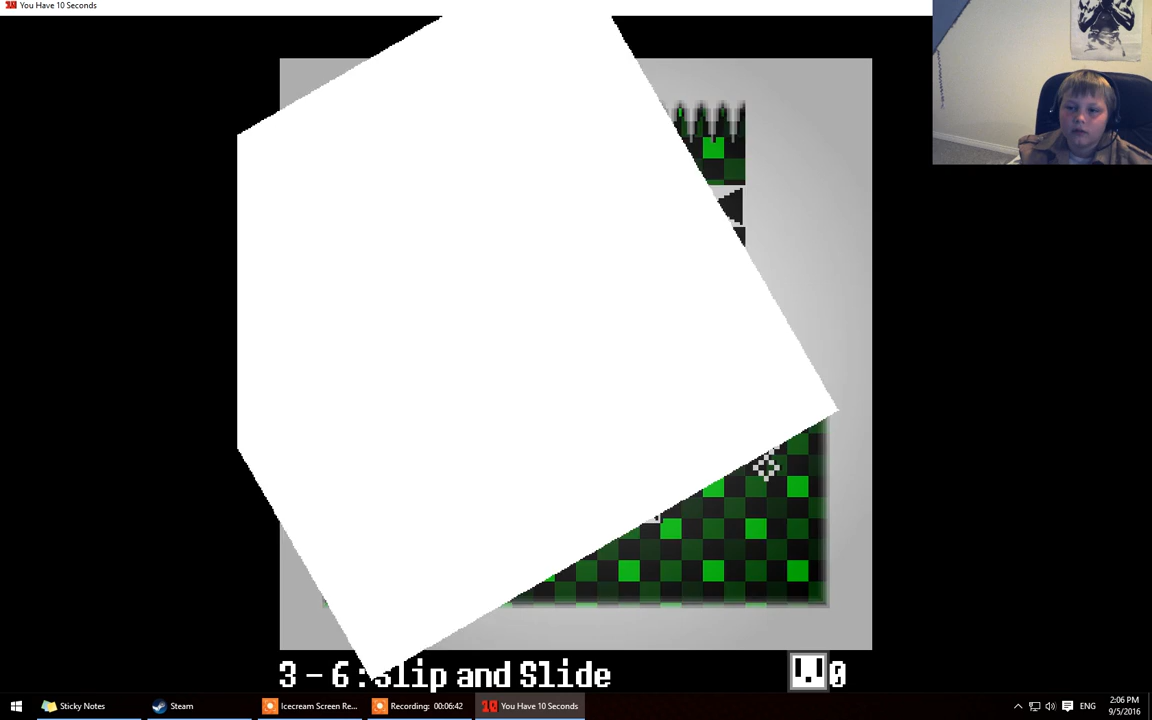 You Have 10 Seconds
3 - 6 : Slip and Slide
0
Sticky Notes
Steam
Icecream Screen Re...
Recording: 00:06:42
10 You Have 10 Seconds
ENG
2:06 PM
9/5/2016